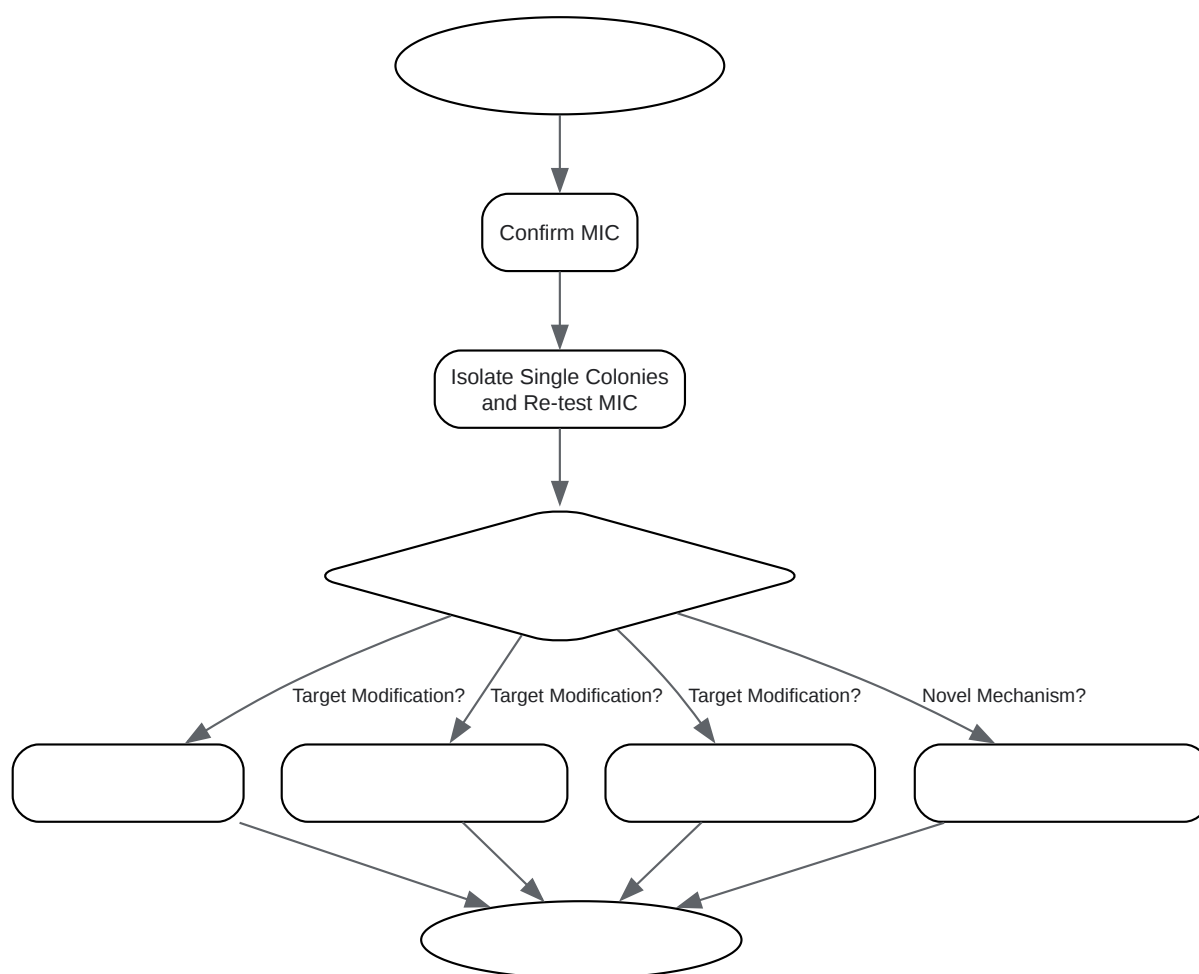 Confirm MIC
Isolate Single Colonies
and Re-test MIC
Target Modification?
Target Modification?
Target Modification?
Novel Mechanism?